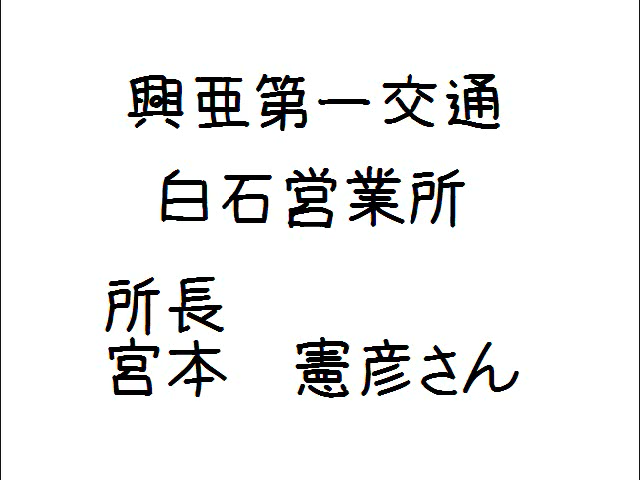 興亜第一交通
白石営業所
所長
宮本　憲彦さん